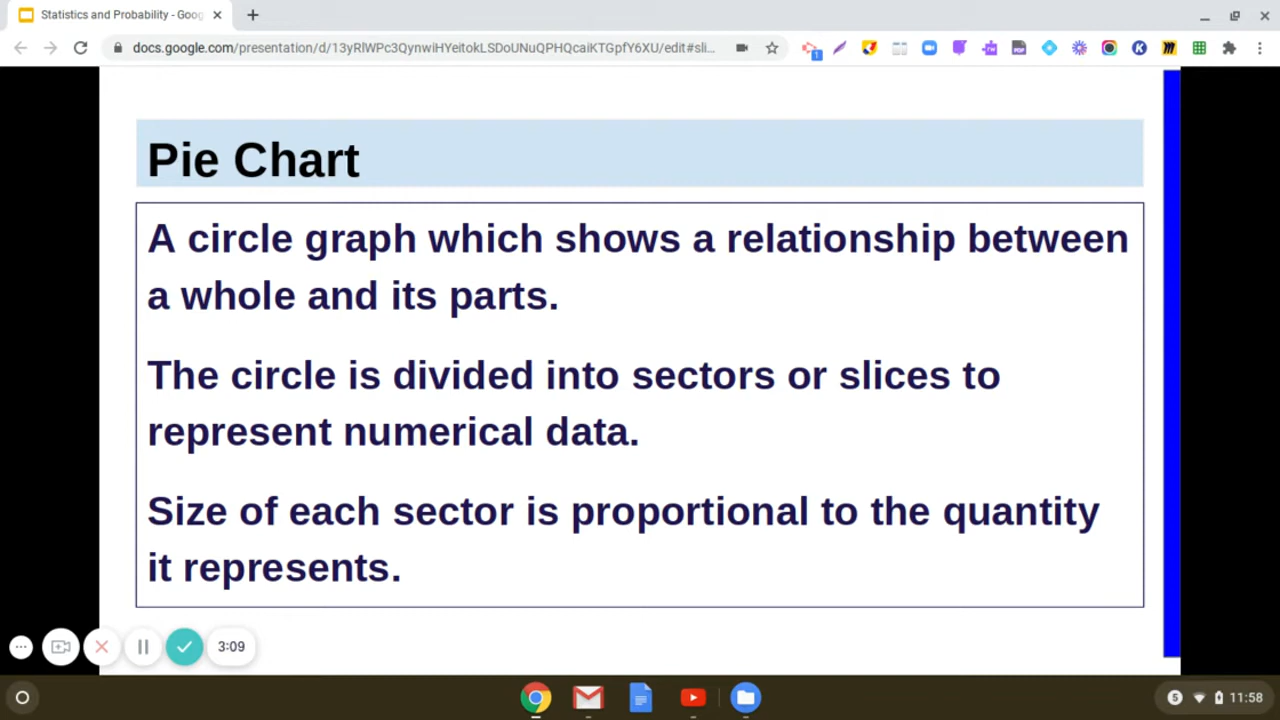 Statistics and Probability - Goog
docs.google.com/presentation/d/13yRlWPc3QynwiHYeitokLSDoUNuQPHQcaiKTGpfY6XU/edit#sli...
1
Pie Chart
A circle graph which shows a relationship between
a whole and its parts.
The circle is divided into sectors or slices to
represent numerical data.
Size of each sector is proportional to the quantity
it represents.
3:09
5
11:58